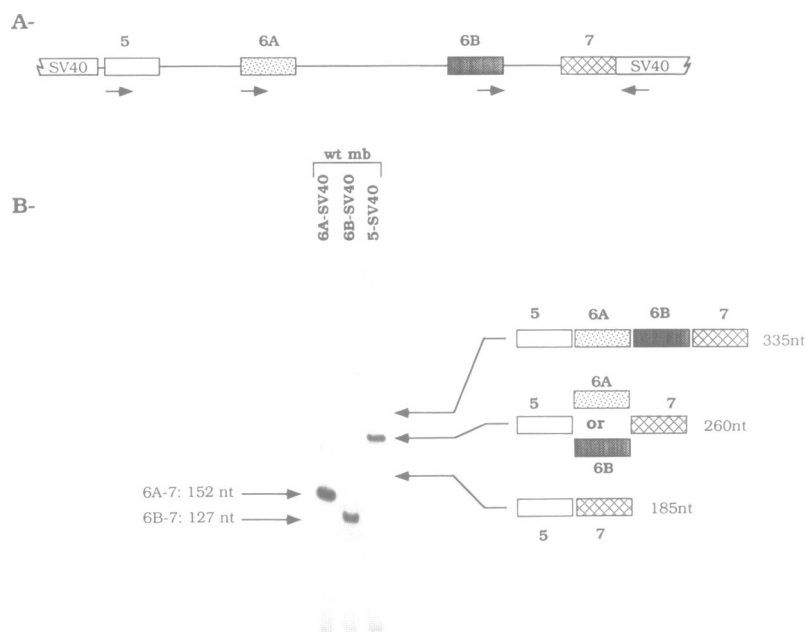 A-
5 6A 6B 7
SV40 SV40
wt mb
B-
6A-SV40
6B-SV40
5-SV40
5 6A 6B 7
335nt
6A
5 or 7 260nt
6B
6A-7: 152 nt
6B-7: 127 nt
185nt
5 7